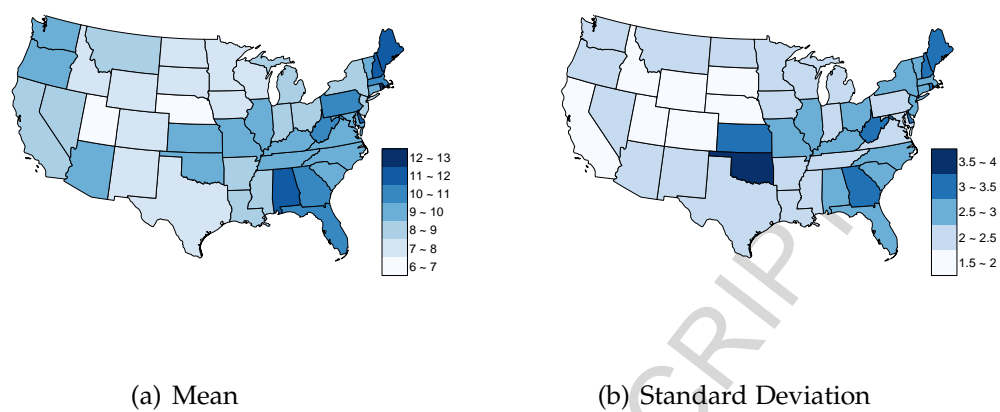 12 ~ 13
11 ~ 12
10 ~ 11
9 ~ 10
8 ~ 9
7 ~ 8
6 ~ 7
3.5 ~ 4
3 ~ 3.5
2.5 ~ 3
2 ~ 2.5
1.5 ~ 2
CRIPT
(a) Mean
(b) Standard Deviation